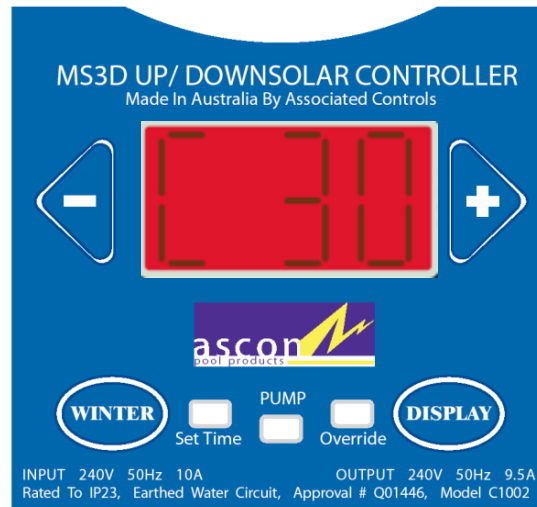 MS3D UP/ DOWNSOLAR CONTROLLER
Made In Australia By Associated Controls
- C 30 +
ascon
pool products
WINTER Set Time PUMP Override DISPLAY
INPUT 240V 50Hz 10A OUTPUT 240V 50Hz 9.5A
Rated To IP23, Earthed Water Circuit, Approval # Q01446, Model C1002